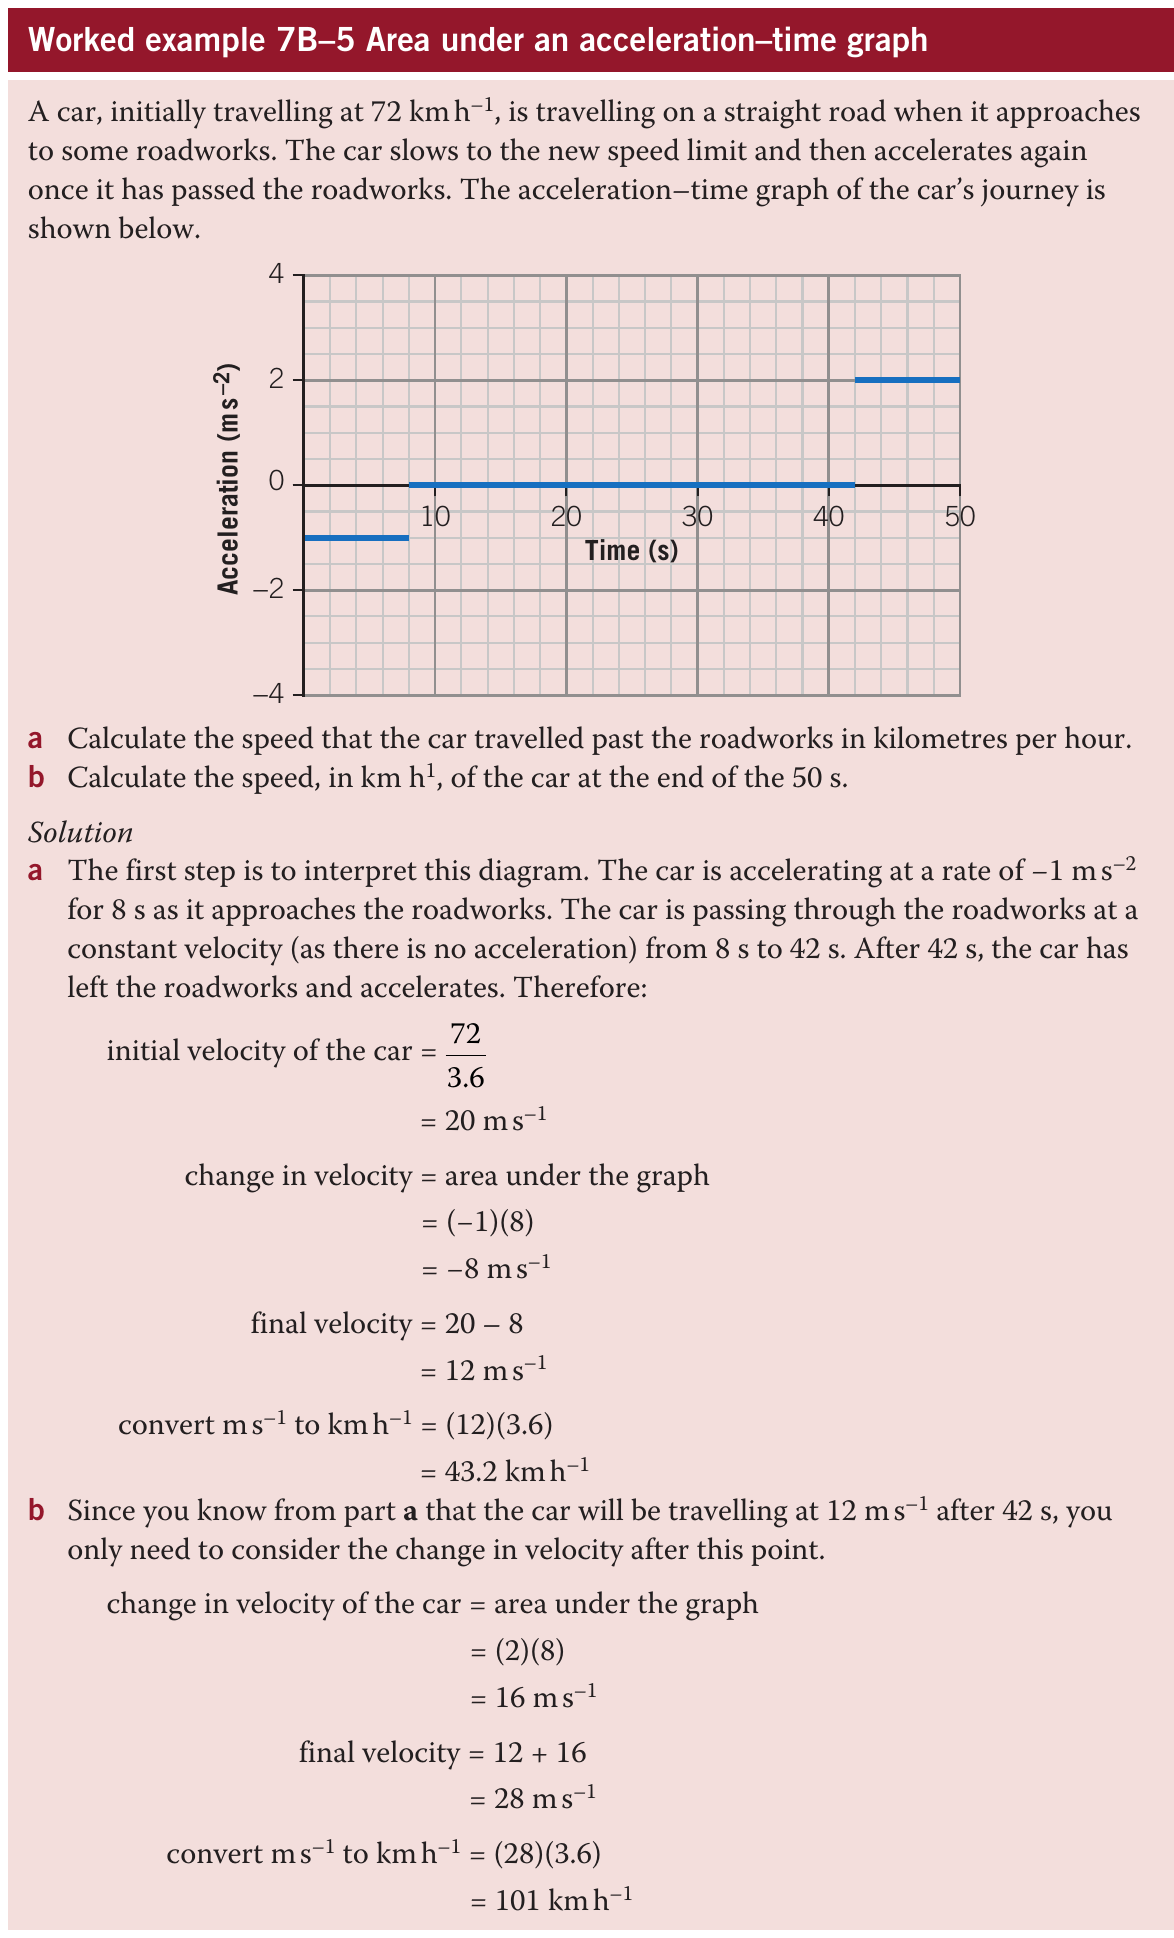 Worked example 7B–5 Area under an acceleration–time graph
A car, initially travelling at 72 km h⁻¹, is travelling on a straight road when it approaches
to some roadworks. The car slows to the new speed limit and then accelerates again
once it has passed the roadworks. The acceleration–time graph of the car’s journey is
shown below.
4
2
0
–2
–4
Acceleration (m s⁻²)
10 20 30 40 50
Time (s)
a Calculate the speed that the car travelled past the roadworks in kilometres per hour.
b Calculate the speed, in km h¹, of the car at the end of the 50 s.
Solution
a The first step is to interpret this diagram. The car is accelerating at a rate of –1 m s⁻²
for 8 s as it approaches the roadworks. The car is passing through the roadworks at a
constant velocity (as there is no acceleration) from 8 s to 42 s. After 42 s, the car has
left the roadworks and accelerates. Therefore:
initial velocity of the car = 72/3.6
= 20 m s⁻¹
change in velocity = area under the graph
= (–1)(8)
= –8 m s⁻¹
final velocity = 20 – 8
= 12 m s⁻¹
convert m s⁻¹ to km h⁻¹ = (12)(3.6)
= 43.2 km h⁻¹
b Since you know from part a that the car will be travelling at 12 m s⁻¹ after 42 s, you
only need to consider the change in velocity after this point.
change in velocity of the car = area under the graph
= (2)(8)
= 16 m s⁻¹
final velocity = 12 + 16
= 28 m s⁻¹
convert m s⁻¹ to km h⁻¹ = (28)(3.6)
= 101 km h⁻¹